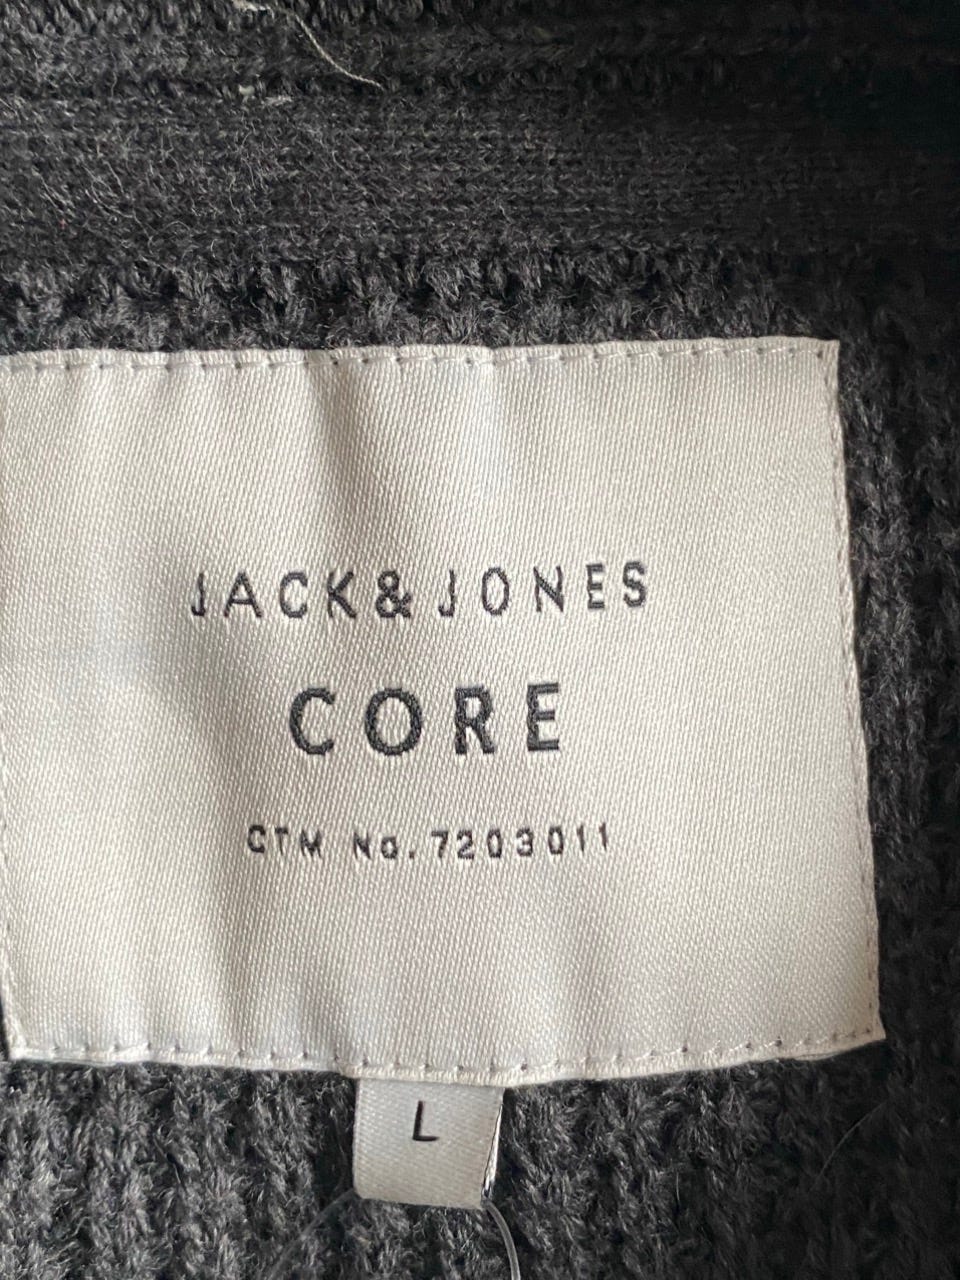 JACK & JONES
CORE
CTM No. 7203011
L